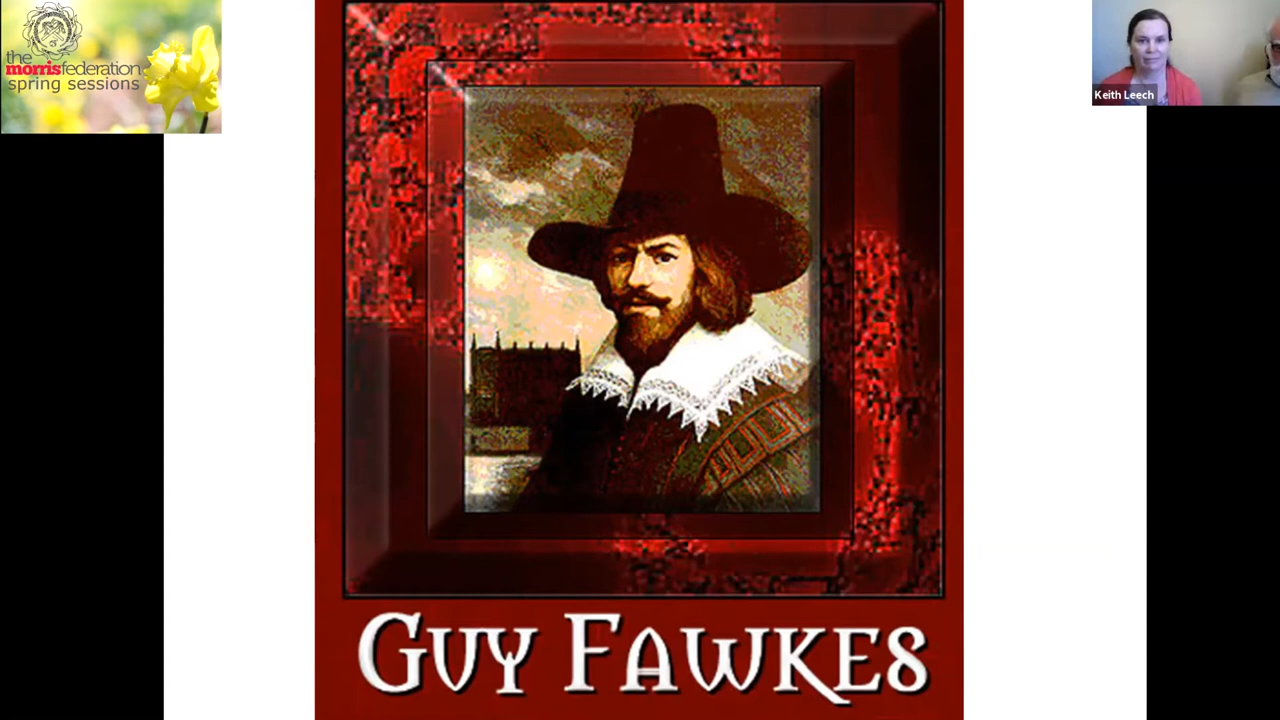 the
morrisfederation
spring sessions
Keith Leech
GUY FAWKES